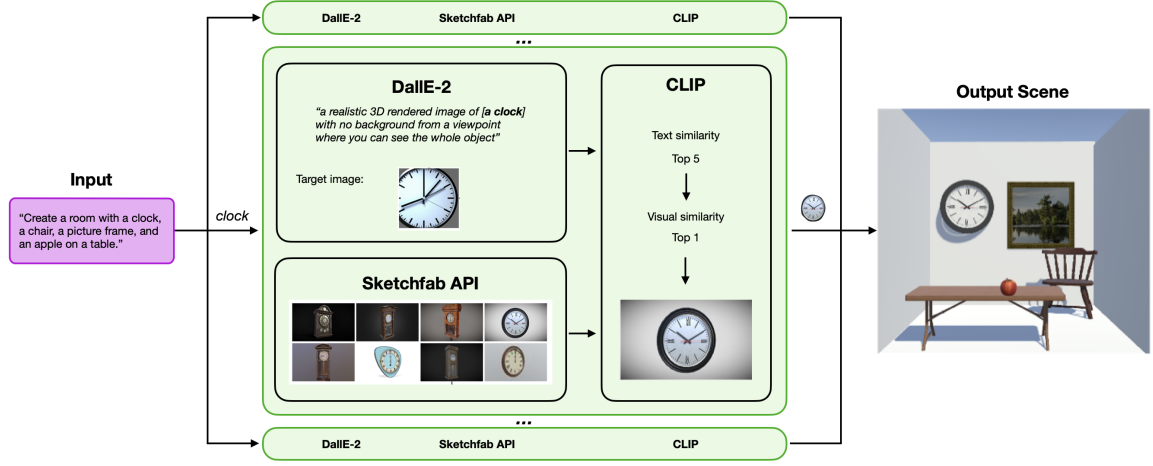 DallE-2 Sketchfab API CLIP
...
DallE-2
“a realistic 3D rendered image of [a clock]
with no background from a viewpoint
where you can see the whole object”
Target image:
Sketchfab API
CLIP
Text similarity
Top 5
Visual similarity
Top 1
Input
“Create a room with a clock,
a chair, a picture frame, and
an apple on a table.”
clock
Output Scene
...
DallE-2 Sketchfab API CLIP